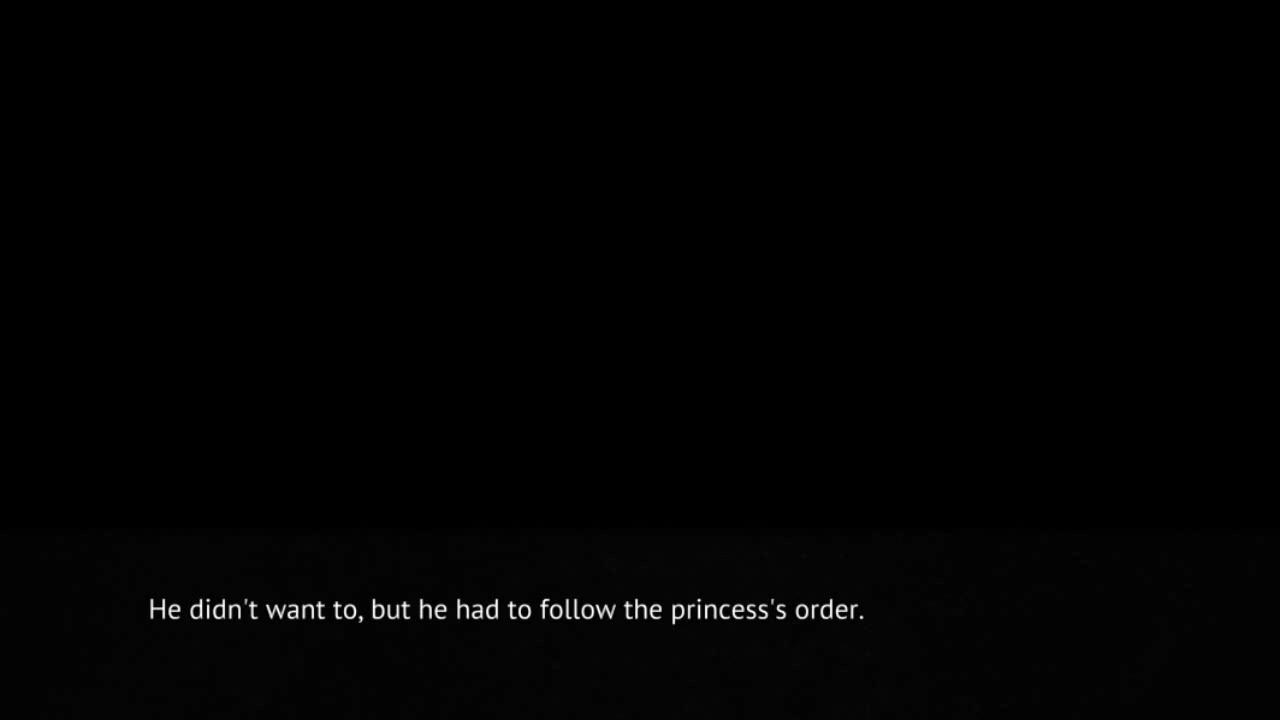 He didn't want to, but he had to follow the princess's order.